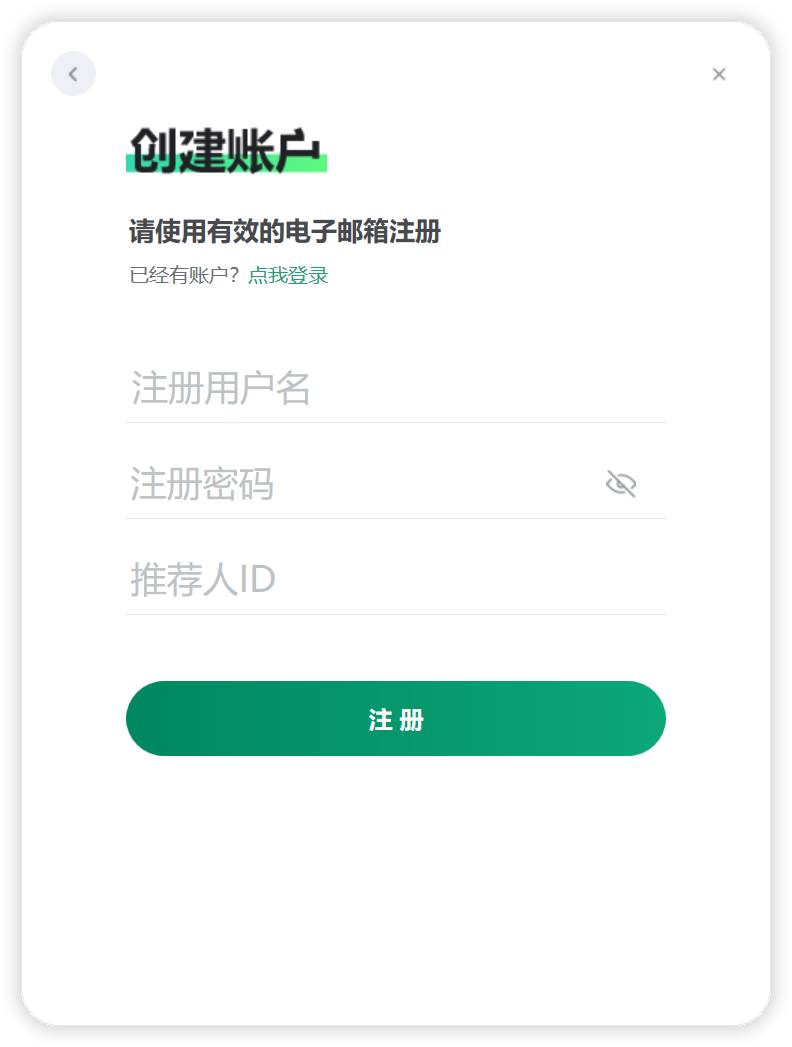 创建账户
请使用有效的电子邮箱注册
已经有账户？点我登录
注册用户名
注册密码
推荐人ID
注 册